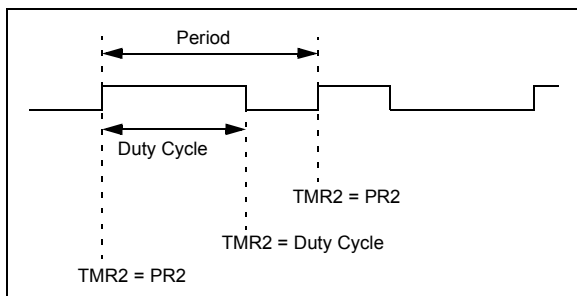 Period
Duty Cycle
TMR2 = PR2
TMR2 = Duty Cycle
TMR2 = PR2